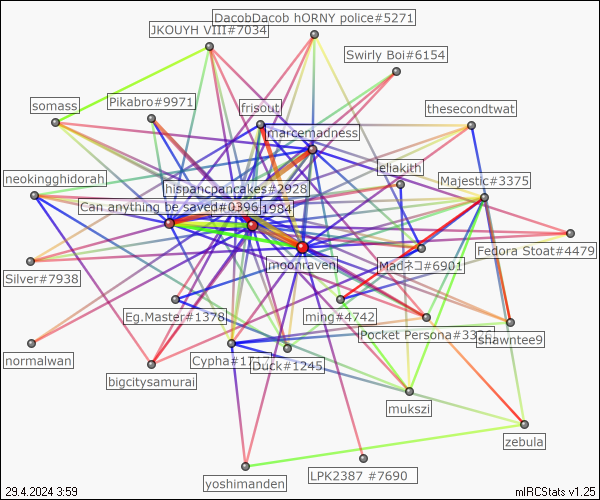 DacobDacob hORNY police#5271
JKOUYH VIII#7034
Swirly Boi#6154
Pikabro#9971
somass
frisout
thesecondtwat
marcemadness
eliakith
neokingghidorah
Majestic#3375
hispancpancakes#2928
Can anything be saved#0396
1984
Fedora Stoat#4479
moonraven
Madネコ#6901
Silver#7938
Eg.Master#1378
ming#4742
Pocket Persona#33
shawntee9
normalwan
Cypha#1
Duck#1245
bigcitysamurai
mukszi
zebula
LPK2387 #7690
yoshimanden
29.4.2024 3:59
mIRCStats v1.25